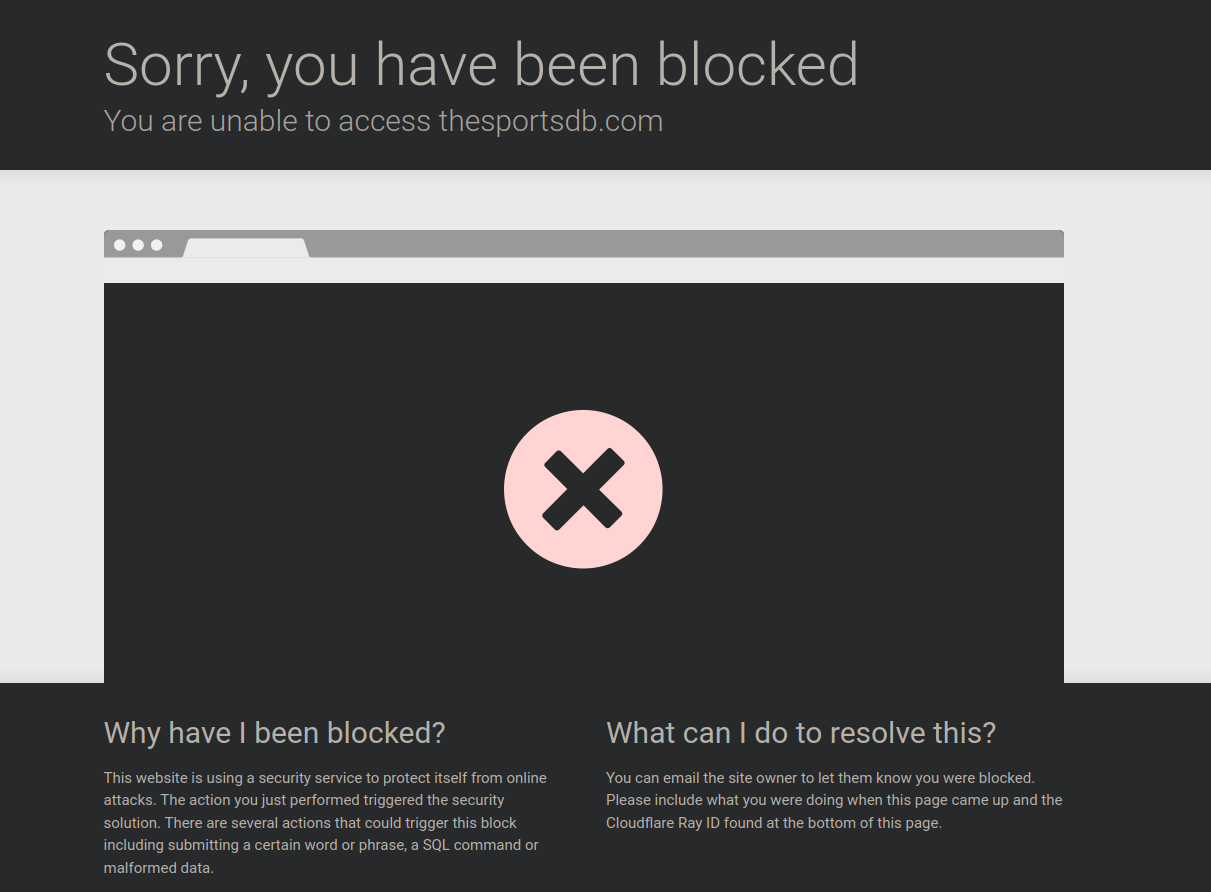 Sorry, you have been blocked
You are unable to access thesportsdb.com
Why have I been blocked?
This website is using a security service to protect itself from online
attacks. The action you just performed triggered the security
solution. There are several actions that could trigger this block
including submitting a certain word or phrase, a SQL command or
malformed data.
What can I do to resolve this?
You can email the site owner to let them know you were blocked.
Please include what you were doing when this page came up and the
Cloudflare Ray ID found at the bottom of this page.